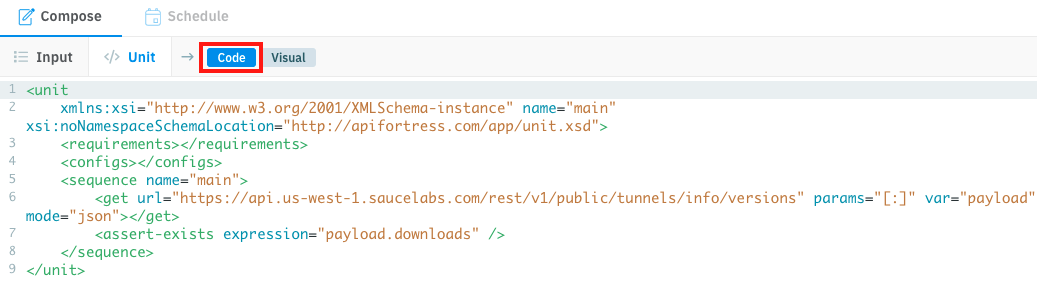 Compose Schedule
Input </> Unit → Code Visual
1 <unit
2 xmlns:xsi="http://www.w3.org/2001/XMLSchema-instance" name="main"
xsi:noNamespaceSchemaLocation="http://apifortress.com/app/unit.xsd">
3 <requirements></requirements>
4 <configs></configs>
5 <sequence name="main">
6 <get url="https://api.us-west-1.saucelabs.com/rest/v1/public/tunnels/info/versions" params="[:]" var="payload"
mode="json"></get>
7 <assert-exists expression="payload.downloads" />
8 </sequence>
9 </unit>